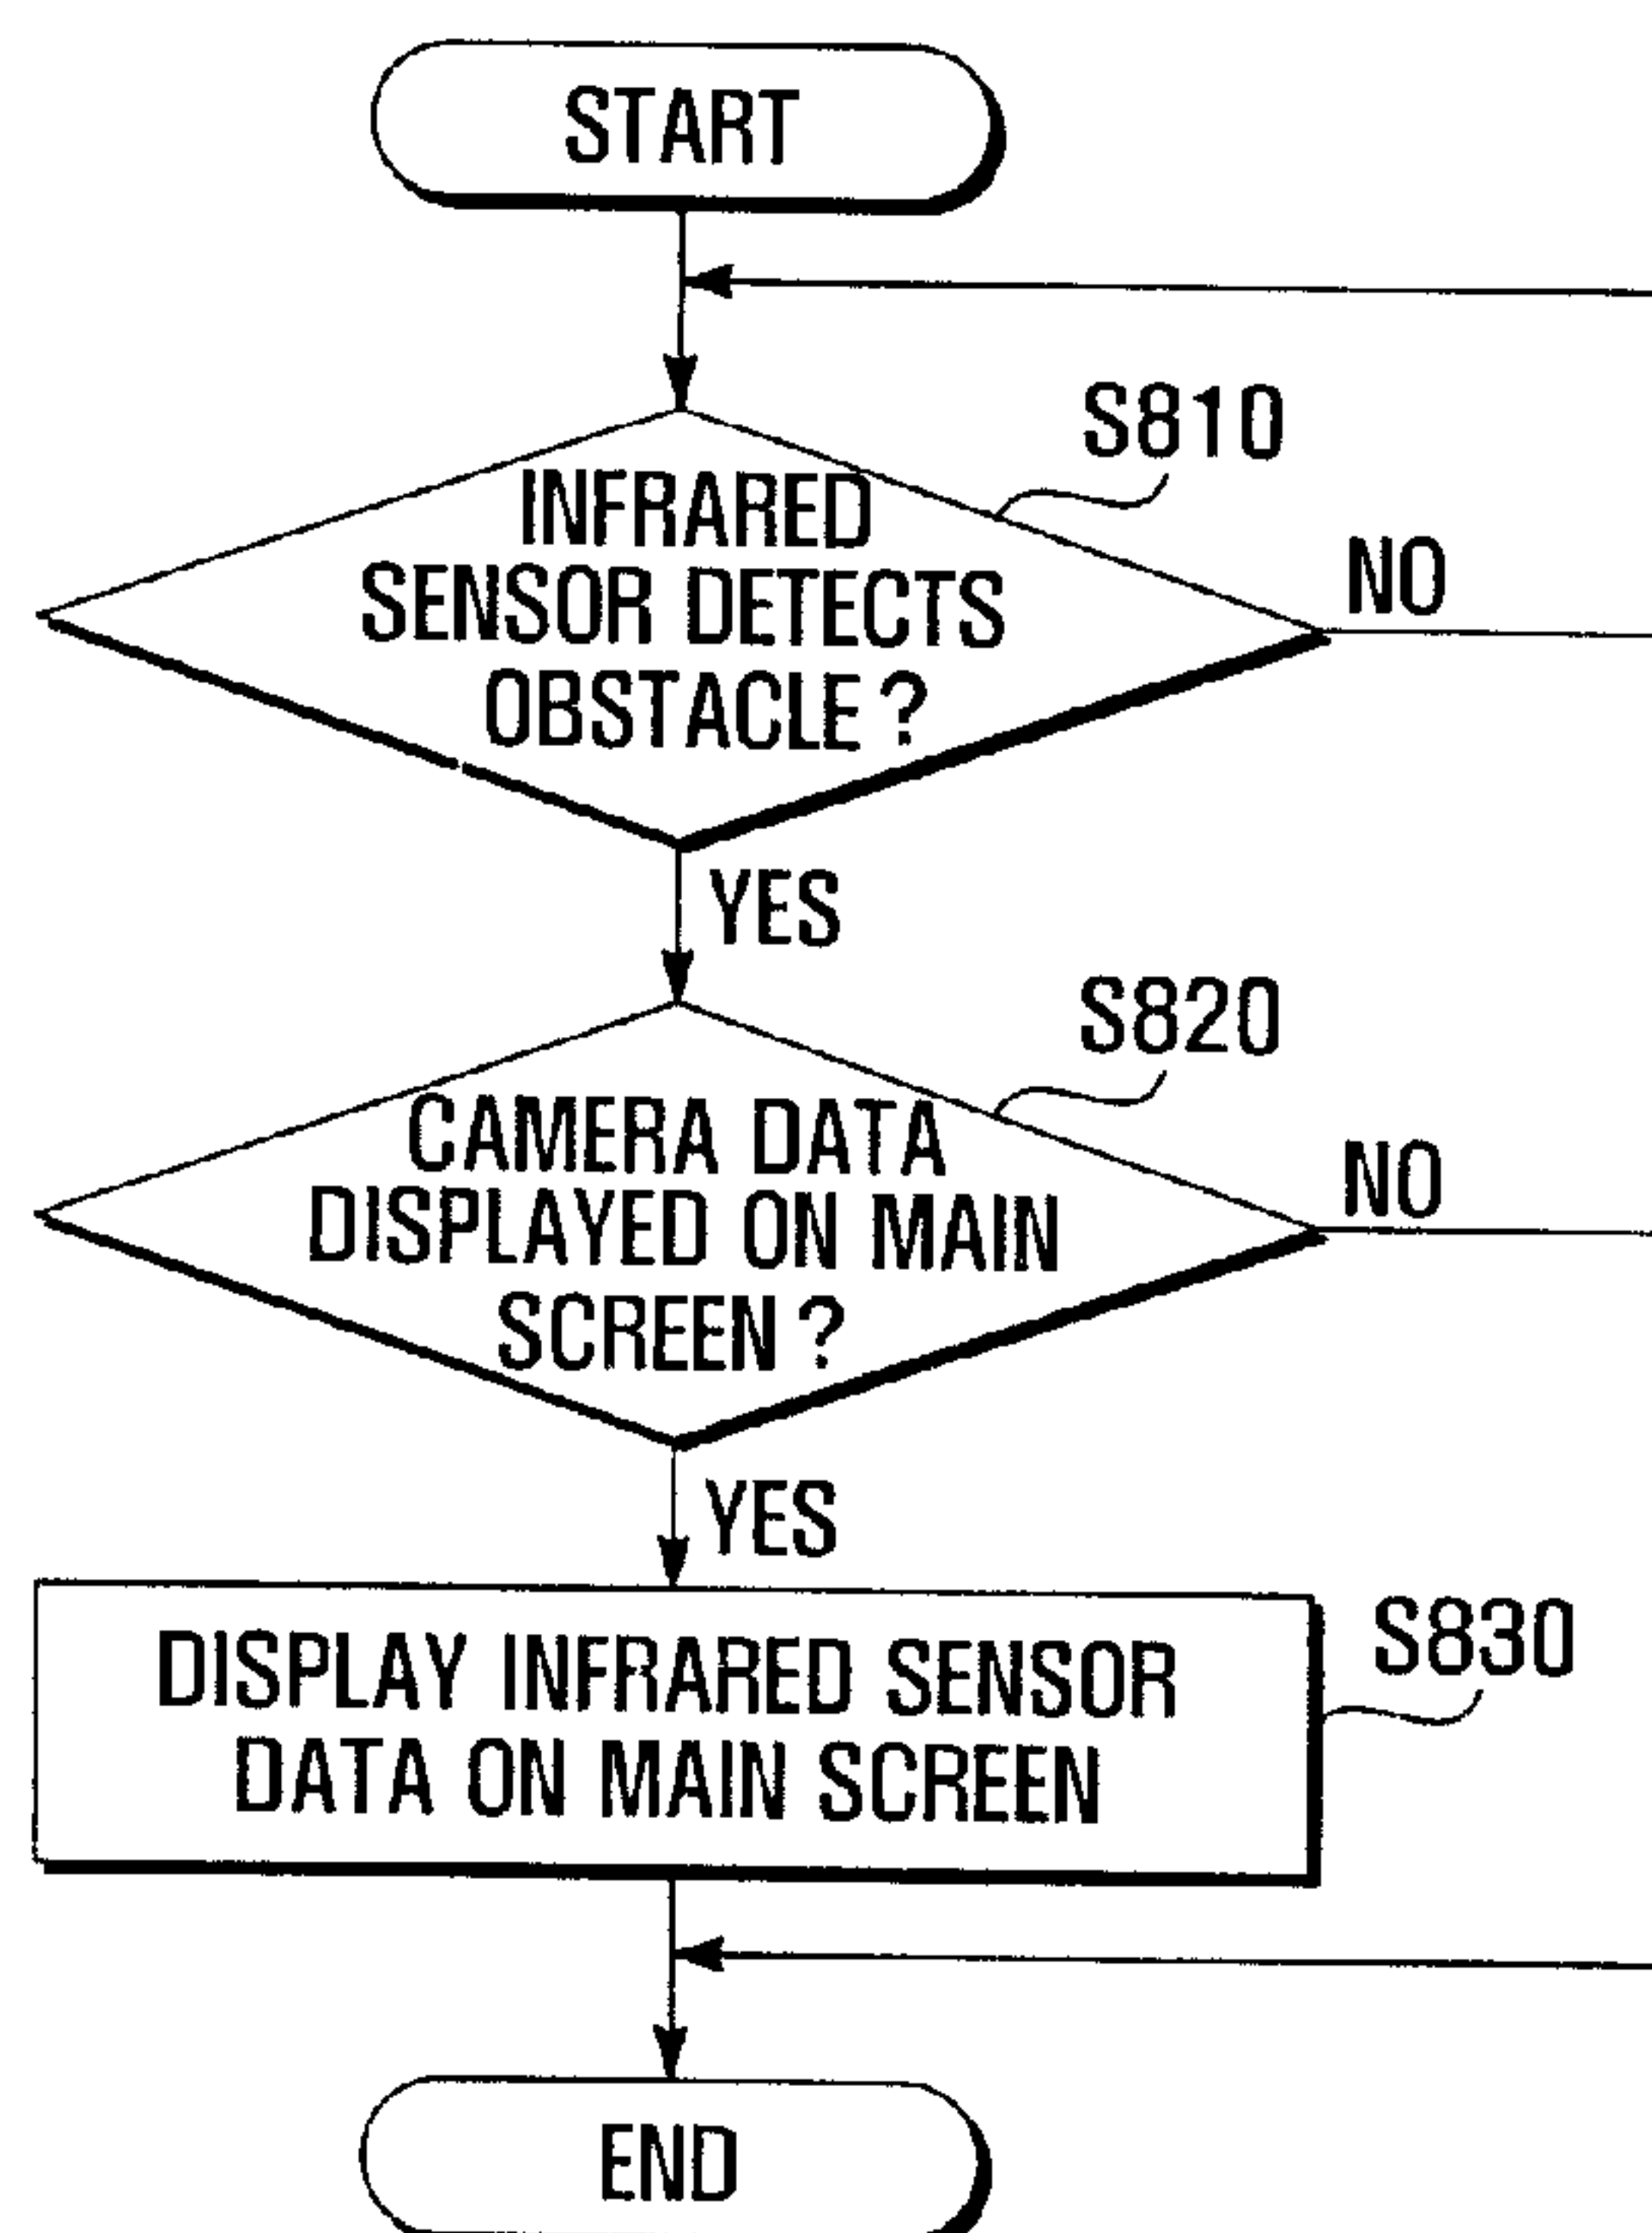 START
S810
INFRARED
SENSOR DETECTS
OBSTACLE ?
NO
YES
S820
CAMERA DATA
DISPLAYED ON MAIN
SCREEN ?
NO
YES
S830
DISPLAY INFRARED SENSOR
DATA ON MAIN SCREEN
END